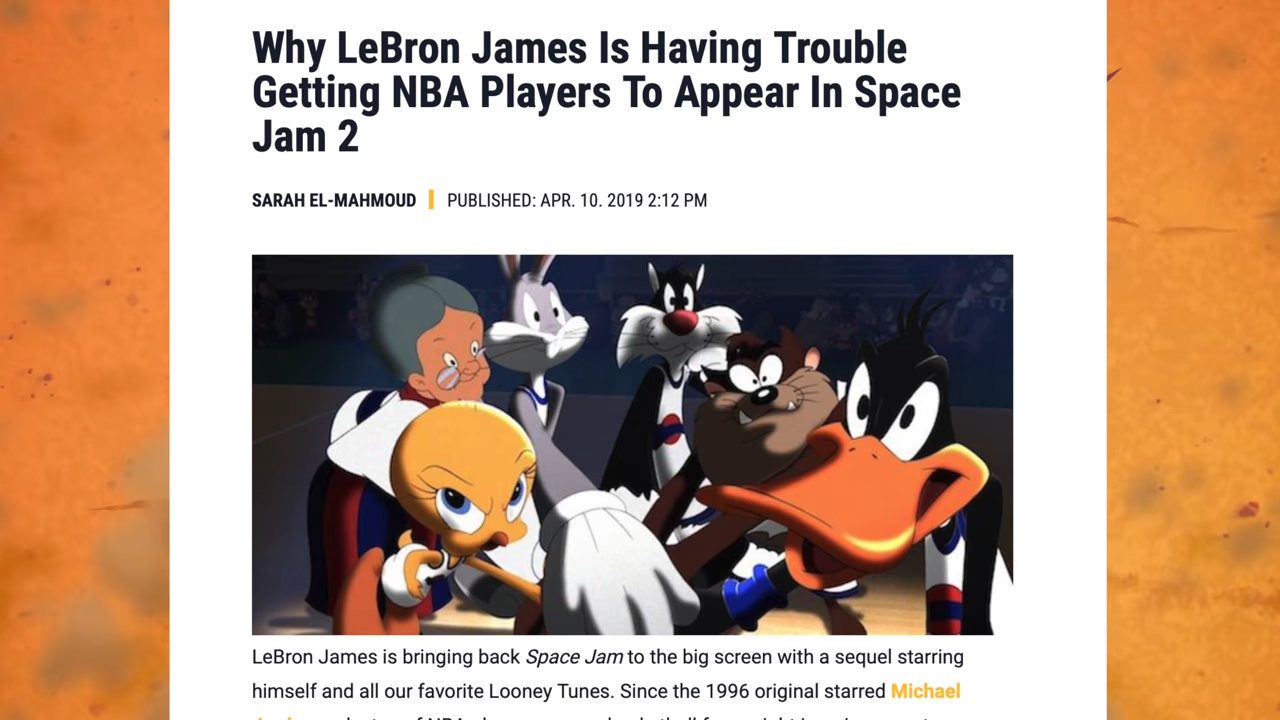 Why LeBron James Is Having Trouble
Getting NBA Players To Appear In Space
Jam 2
SARAH EL-MAHMOUD PUBLISHED: APR. 10. 2019 2:12 PM
LeBron James is bringing back Space Jam to the big screen with a sequel starring
himself and all our favorite Looney Tunes. Since the 1996 original starred Michael